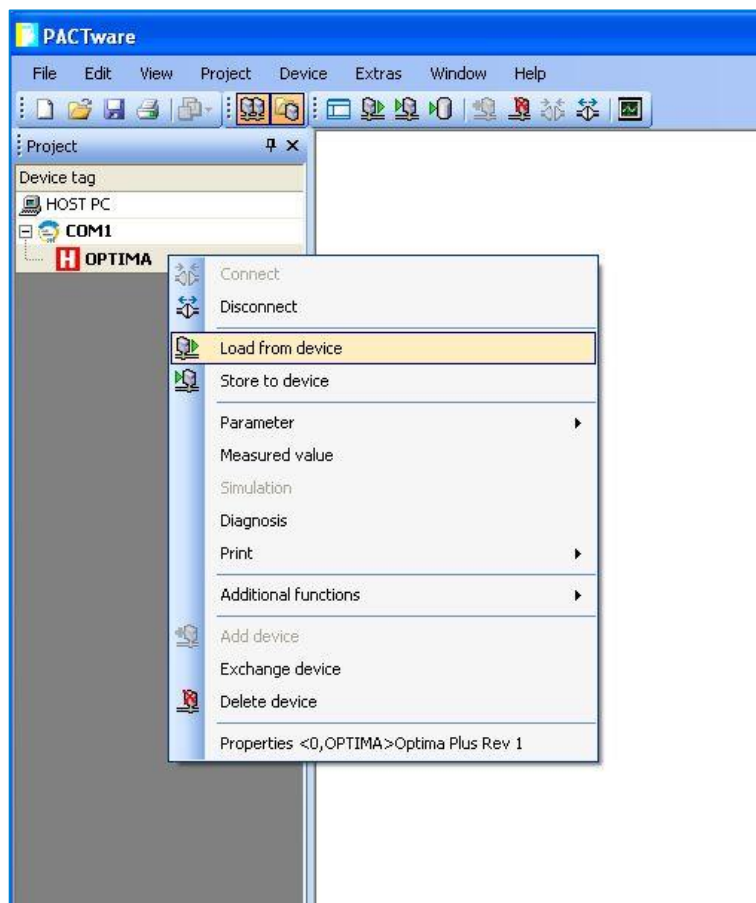 PACTware
File Edit View Project Device Extras Window Help
Project
Device tag
HOST PC
COM1
H OPTIMA
Connect
Disconnect
Load from device
Store to device
Parameter
Measured value
Simulation
Diagnosis
Print
Additional functions
Add device
Exchange device
Delete device
Properties <0,OPTIMA>Optima Plus Rev 1